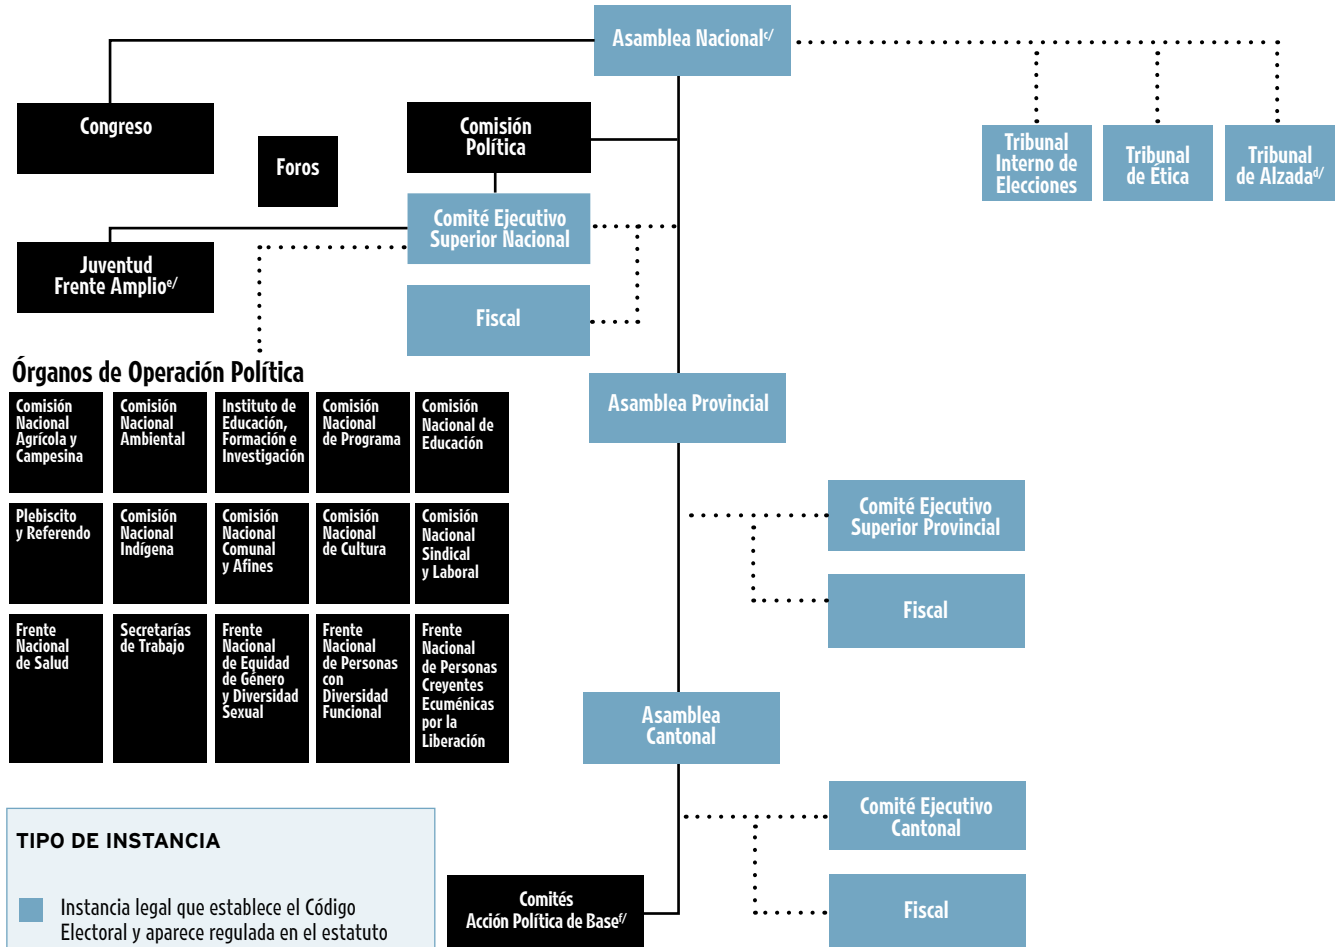 Asamblea Nacionalc/
Congreso
Foros
Comisión
Política
Tribunal
Interno de
Elecciones
Tribunal
de Ética
Tribunal
de Alzadad/
Comité Ejecutivo
Superior Nacional
Juventud
Frente Amplioe/
Fiscal
Órganos de Operación Política
Comisión
Nacional
Agrícola y
Campesina
Comisión
Nacional
Ambiental
Instituto de
Educación,
Formación e
Investigación
Comisión
Nacional
de Programa
Comisión
Nacional de
Educación
Plebiscito
y Referendo
Comisión
Nacional
Indígena
Comisión
Nacional
Comunal
y Afines
Comisión
Nacional
de Cultura
Comisión
Nacional
Sindical
y Laboral
Frente
Nacional
de Salud
Secretarías
de Trabajo
Frente
Nacional
de Equidad
de Género
y Diversidad
Sexual
Frente
Nacional
de Personas
con
Diversidad
Funcional
Frente
Nacional
de Personas
Creyentes
Ecuménicas
por la
Liberación
Asamblea Provincial
Comité Ejecutivo
Superior Provincial
Fiscal
Asamblea
Cantonal
Comité Ejecutivo
Cantonal
Fiscal
Comités
Acción Política de Basef/
TIPO DE INSTANCIA
Instancia legal que establece el Código
Electoral y aparece regulada en el estatuto